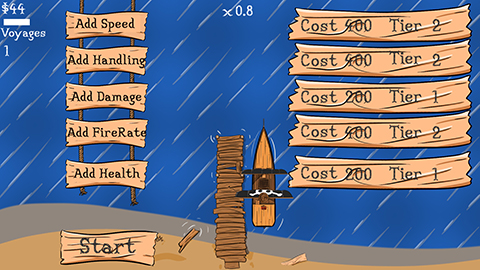 $44
Voyages
1
x 0.8
Add Speed
Add Handling
Add Damage
Add FireRate
Add Health
Cost 400 Tier 2
Cost 400 Tier 2
Cost 200 Tier 1
Cost 400 Tier 2
Cost 200 Tier 1
Start